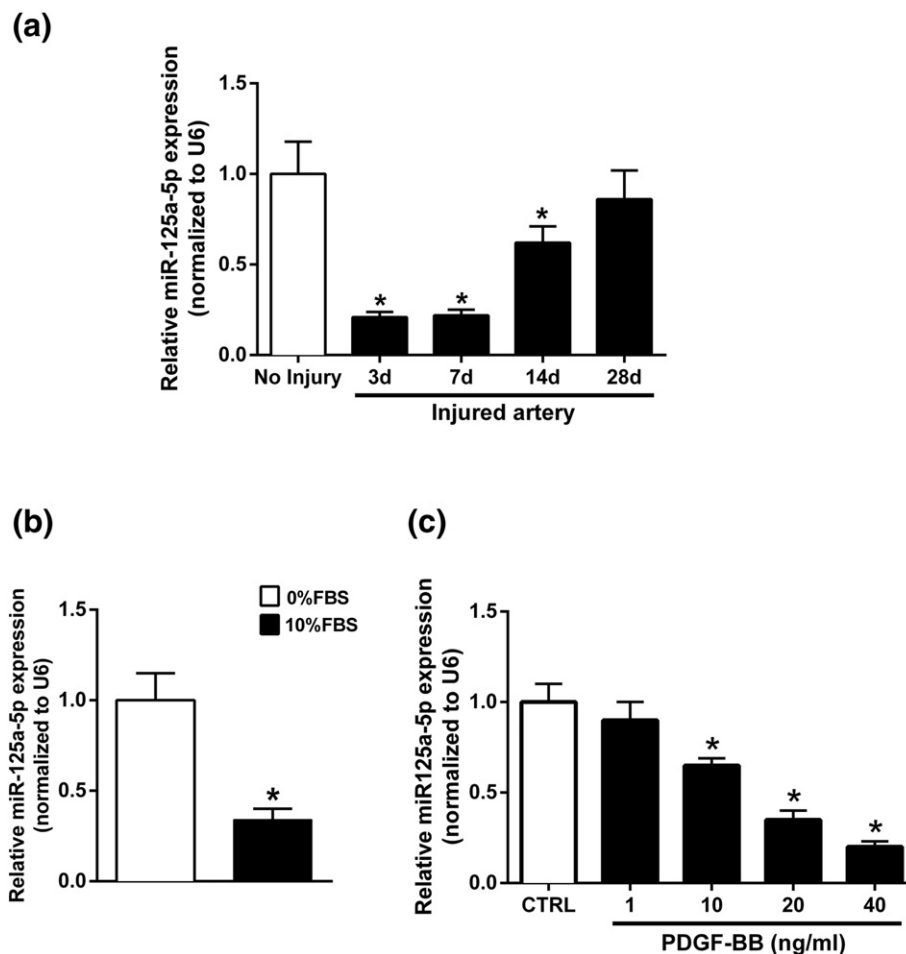 (a)
Relative miR-125a-5p expression
(normalized to U6)
1.5
1.0
0.5
0.0
*
*
*
No Injury
3d
7d
14d
28d
Injured artery
(b)
Relative miR-125a-5p expression
(normalized to U6)
1.5
1.0
0.5
0.0
0%FBS
10%FBS
*
(c)
Relative miR125a-5p expression
(normalized to U6)
1.5
1.0
0.5
0.0
*
*
*
CTRL
1
10
20
40
PDGF-BB (ng/ml)